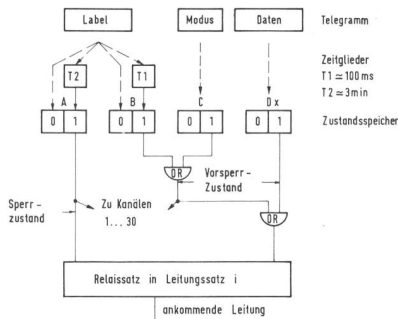 Label Modus Daten Telegramm
Zeitglieder
T2 T1 T1 ≃ 100 ms
T2 ≃ 3 min
A B C Dx
0 1 0 1 0 1 0 1 Zustandsspeicher
OR
Vorsperr-
Zustand
Sperr-
zustand
Zu Kanälen
1...30
OR
Relaissatz in Leitungssatz i
ankommende Leitung